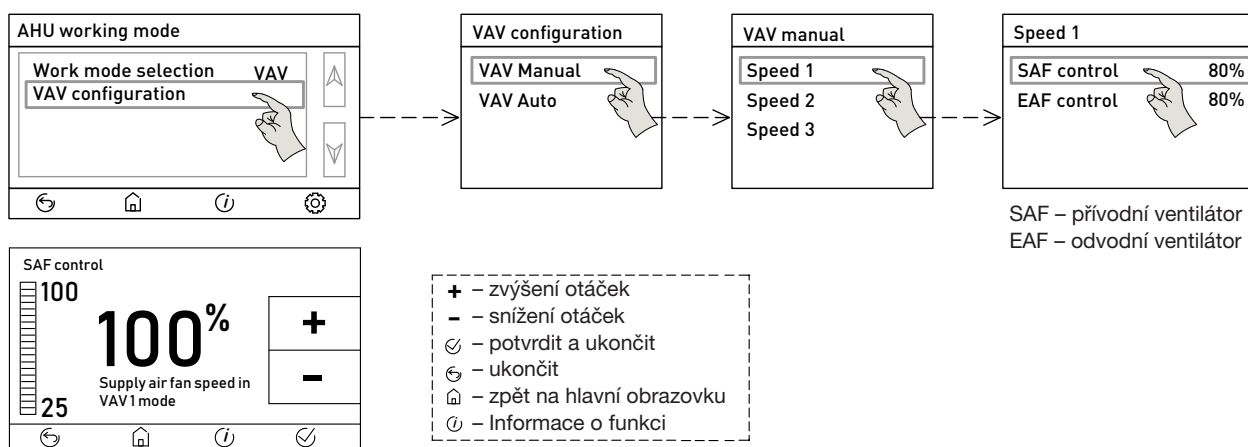 AHU working mode
Work mode selection VAV
VAV configuration
VAV configuration
VAV Manual
VAV Auto
VAV manual
Speed 1
Speed 2
Speed 3
Speed 1
SAF control 80%
EAF control 80%
SAF – přívodní ventilátor
EAF – odvodní ventilátor
SAF control
100
100%
Supply air fan speed in
VAV 1 mode
25
+
-
+ – zvýšení otáček
- – snížení otáček
– potvrdit a ukončit
– ukončit
– zpět na hlavní obrazovku
– Informace o funkci